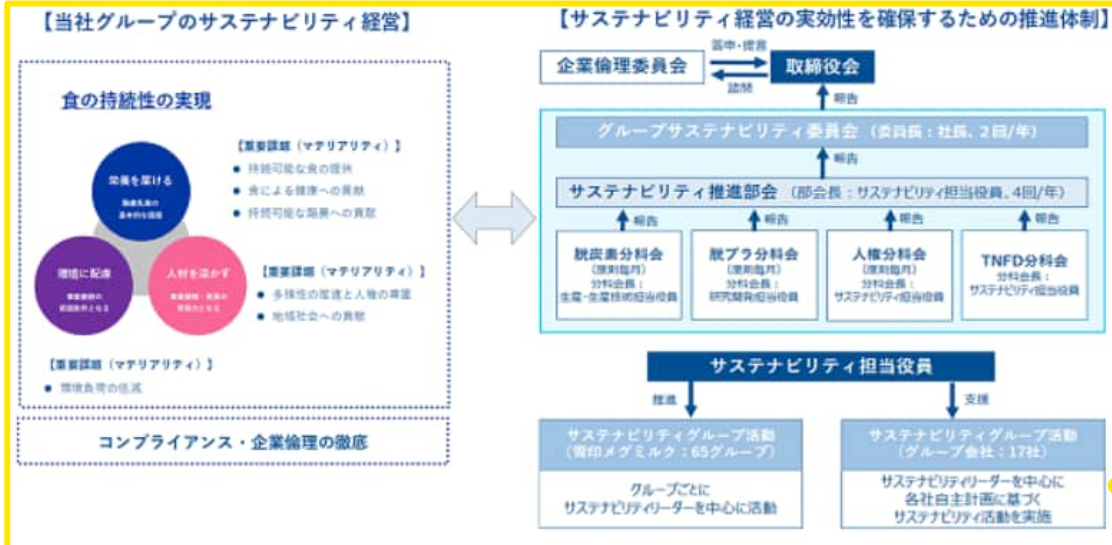 【当社グループのサステナビリティ経営】
食の持続性の実現
栄養を届ける
基本的な
【重要課題（マテリアリティ）】
● 持続可能な食の提供
● 食による健康への貢献
● 持続可能な酪農への貢献
環境に配慮
人材を活かす
【重要課題（マテリアリティ）】
● 多様性の推進と人権の尊重
● 地域社会への貢献
【重要課題（マテリアリティ）】
● 環境負荷の低減
コンプライアンス・企業倫理の徹底
【サステナビリティ経営の実効性を確保するための推進体制】
企業倫理委員会
答申・提言
諮問
取締役会
報告
グループサステナビリティ委員会（委員長：社長、2回/年）
報告
サステナビリティ推進部会（部会長：サステナビリティ担当役員、4回/年）
報告
報告
報告
報告
脱炭素分科会
（原則隔月）
分科会長：
生産・生産技術担当役員
脱プラ分科会
（原則隔月）
分科会長：
研究開発担当役員
人権分科会
（原則隔月）
分科会長：
サステナビリティ担当役員
TNFD分科会
分科会長：
サステナビリティ担当役員
サステナビリティ担当役員
推進
支援
サステナビリティグループ活動
（雪印メグミルク：65グループ）
グループごとに
サステナビリティリーダーを中心に活動
サステナビリティグループ活動
（グループ会社：17社）
サステナビリティリーダーを中心に
各社自主計画に基づく
サステナビリティ活動を実施